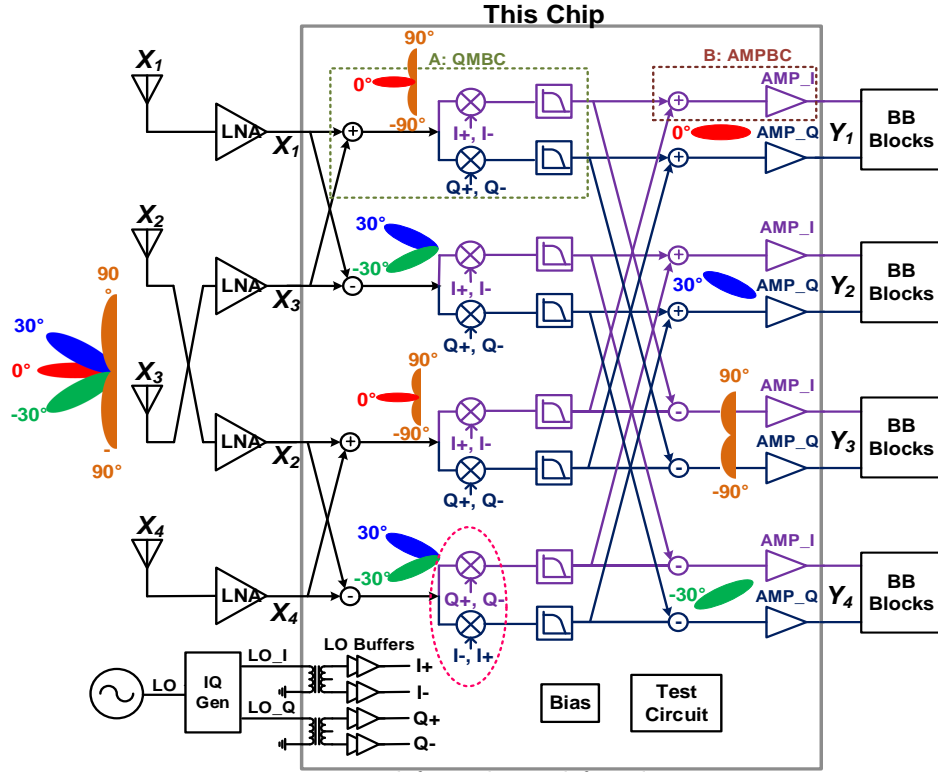 This Chip
X1
90°
A: QMBC
B: AMPBC
AMP_I
0°
LNA
X1
+
-90°
I+, I-
+
0°
AMP_Q
Y1
BB
Blocks
Q+, Q-
+
X2
30°
AMP_I
-30°
LNA
X3
-
I+, I-
+
30°
AMP_Q
Y2
BB
Blocks
Q+, Q-
+
90
°
30°
0°
-30°
-
90°
X3
90°
90°
AMP_I
0°
LNA
X2
+
-90°
I+, I-
-
AMP_Q
Y3
BB
Blocks
Q+, Q-
-
-90°
X4
30°
AMP_I
-30°
LNA
X4
-
Q+, Q-
-
-30°
AMP_Q
Y4
BB
Blocks
I-, I+
-
LO Buffers
LO
IQ
Gen
LO_I
LO_Q
I+
I-
Q+
Q-
Bias
Test
Circuit